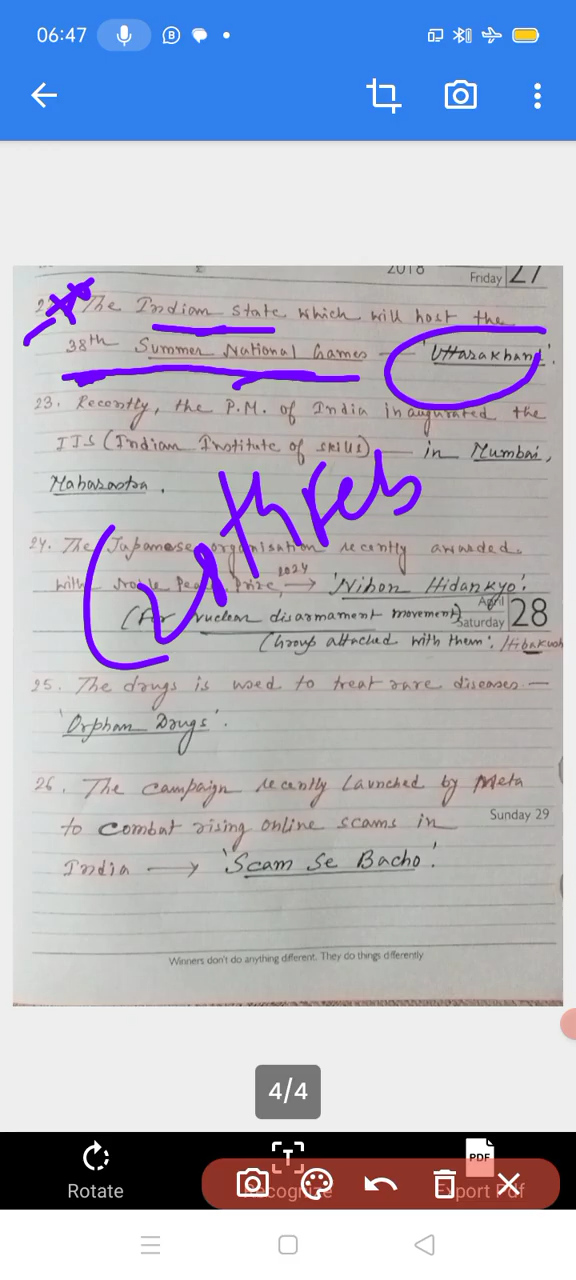 06:47
2018 Friday 27
The Indian State which will host the
38th Summer National Games — 'Uttarakhand'.
23. Recently, the P.M. of India inaugurated the
IIS (Indian Institute of skills) — in Mumbai,
Maharastra.
24. The Japanese organisation recently awarded
with Noble Peace Prize, 2024 → 'Nihon Hidankyo'.
April
(For nuclear disarmament movement) Saturday 28
(Group attached with them: Hibakush
25. The drugs is used to treat rare diseases —
'Orphan Drugs'.
26. The campaign recently launched by Meta
Sunday 29
to combat rising online scams in
India → 'Scam Se Bacho'.
Winners don't do anything different. They do things differently
4/4
Rotate Recognize Export Pdf
PDF